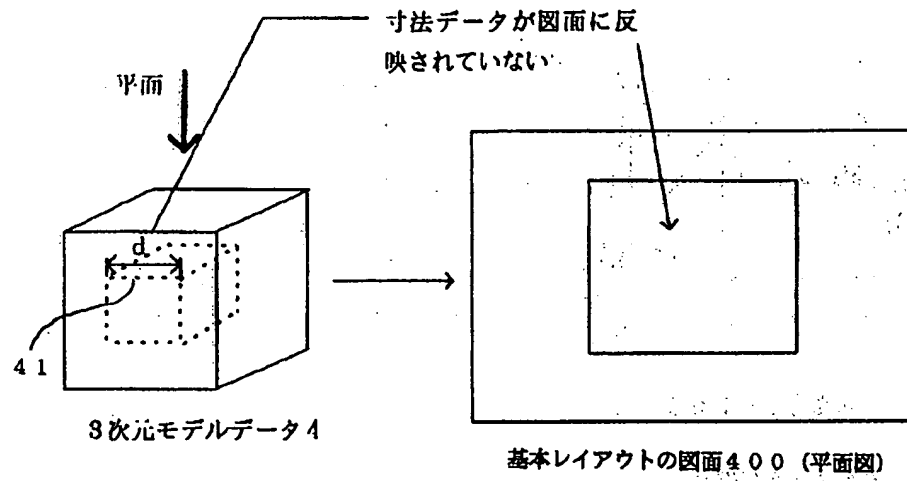 寸法データが図面に反
映されていない
平面
d
41
3次元モデルデータ4
基本レイアウトの図面400（平面図）